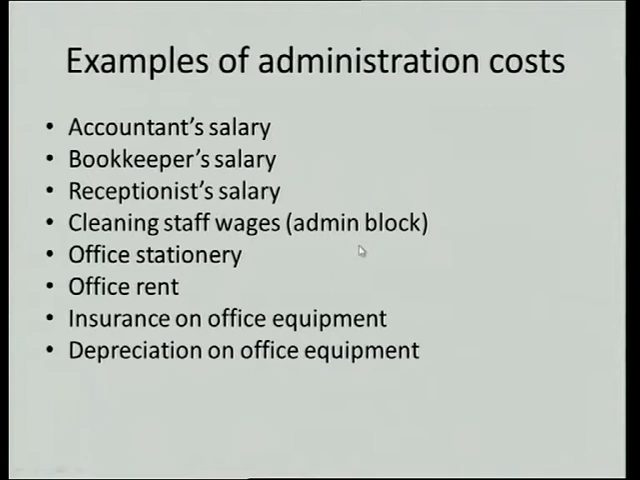 Examples of administration costs
• Accountant’s salary
• Bookkeeper’s salary
• Receptionist’s salary
• Cleaning staff wages (admin block)
• Office stationery
• Office rent
• Insurance on office equipment
• Depreciation on office equipment